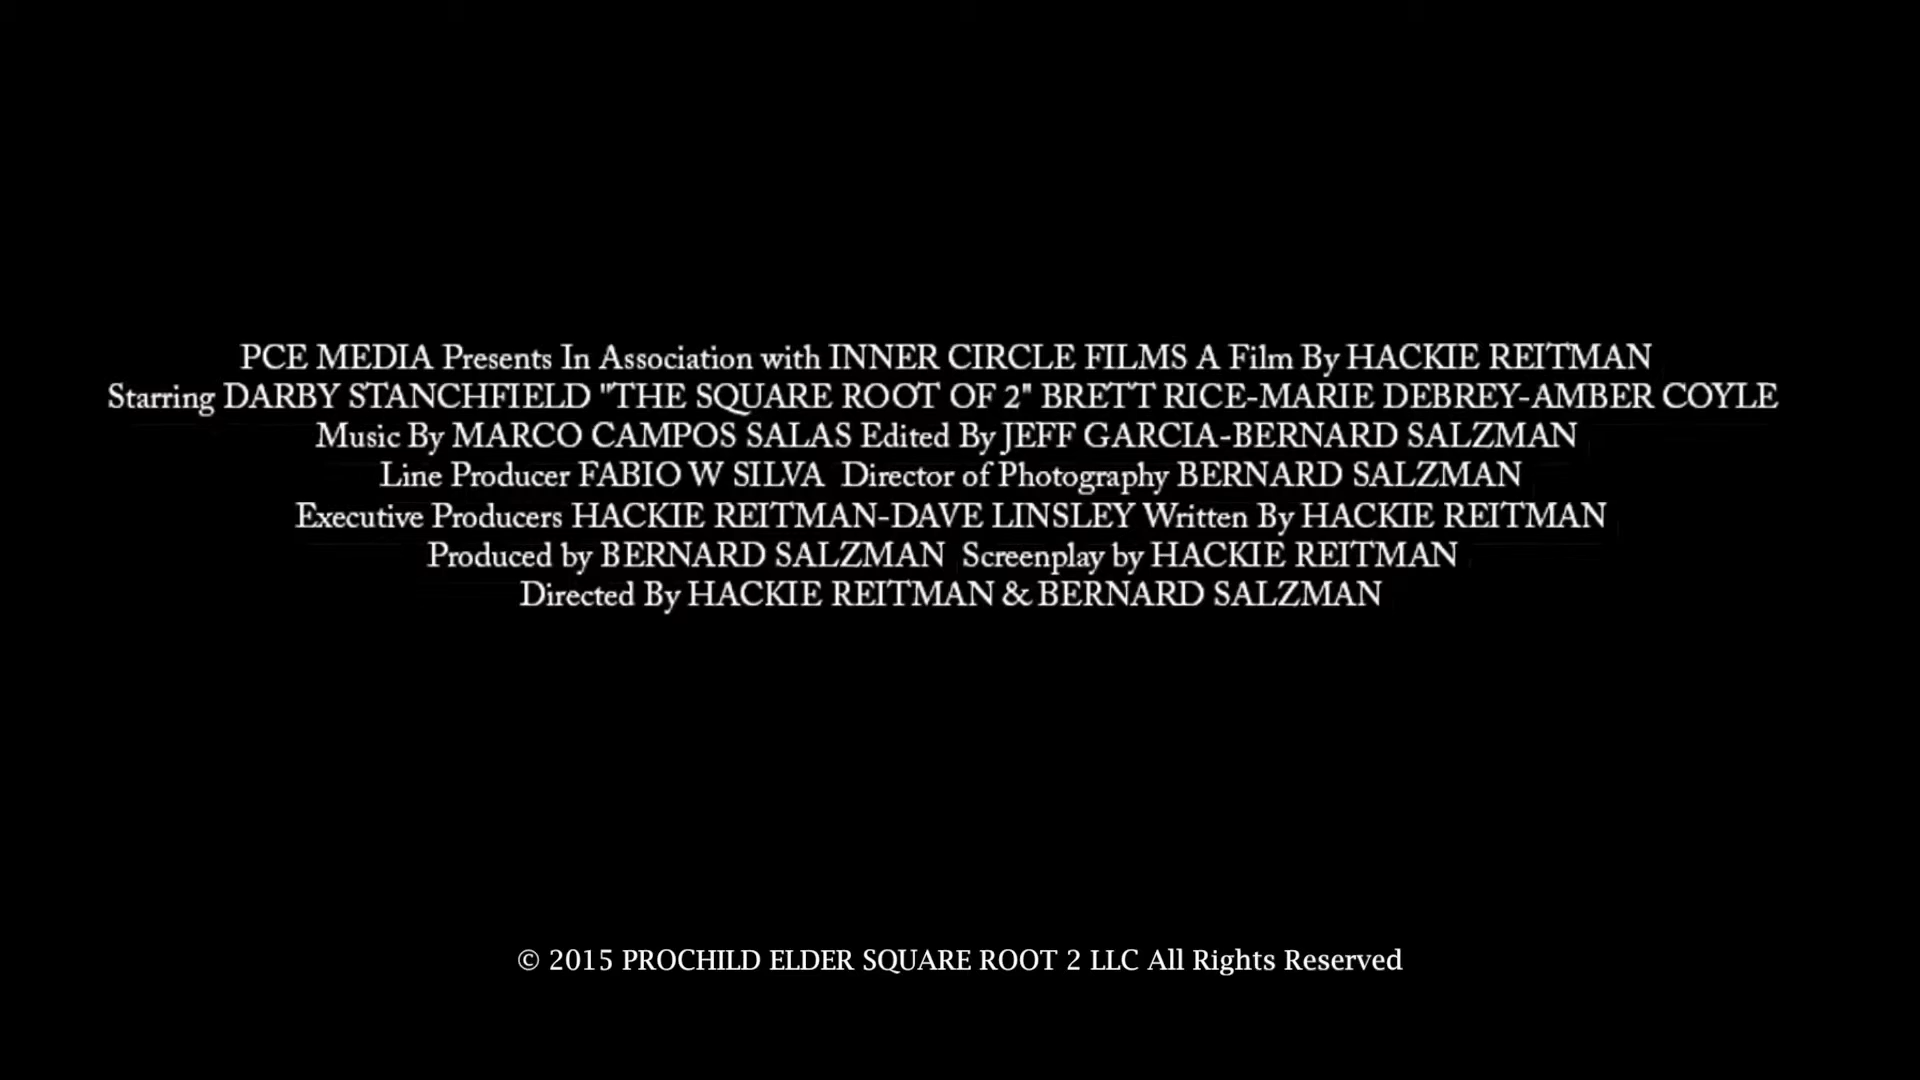 PCE MEDIA Presents In Association with INNER CIRCLE FILMS A Film By HACKIE REITMAN
Starring DARBY STANCHFIELD "THE SQUARE ROOT OF 2" BRETT RICE-MARIE DEBREY-AMBER COYLE
Music By MARCO CAMPOS SALAS Edited By JEFF GARCIA-BERNARD SALZMAN
Line Producer FABIO W SILVA  Director of Photography BERNARD SALZMAN
Executive Producers HACKIE REITMAN-DAVE LINSLEY Written By HACKIE REITMAN
Produced by BERNARD SALZMAN  Screenplay by HACKIE REITMAN
Directed By HACKIE REITMAN & BERNARD SALZMAN
© 2015 PROCHILD ELDER SQUARE ROOT 2 LLC All Rights Reserved